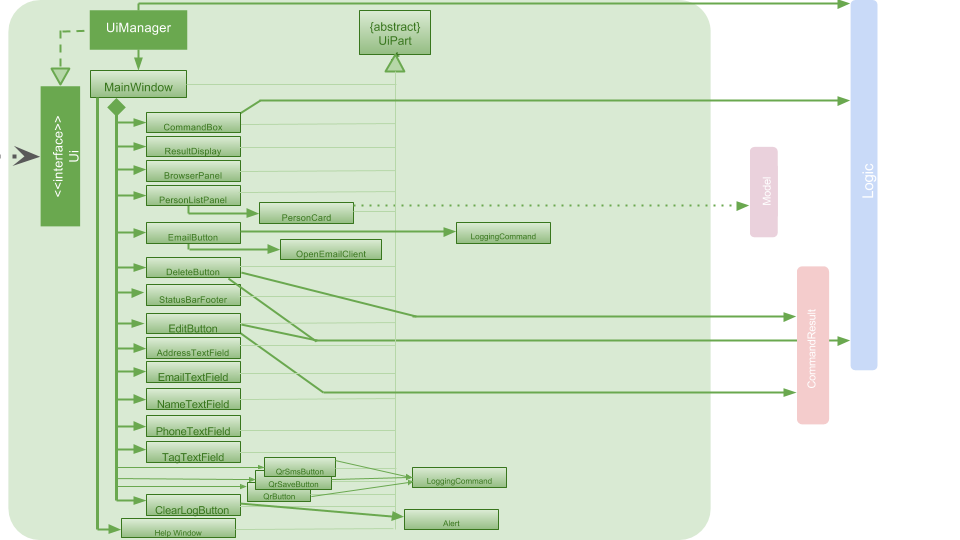 UiManager
{abstract}
UiPart
MainWindow
<<interface>>
Ui
CommandBox
ResultDisplay
BrowserPanel
PersonListPanel
PersonCard
EmailButton
LoggingCommand
OpenEmailClient
DeleteButton
StatusBarFooter
EditButton
AddressTextField
EmailTextField
NameTextField
PhoneTextField
TagTextField
QrSmsButton
QrSaveButton
QrButton
LoggingCommand
ClearLogButton
Alert
Help Window
Model
Logic
CommandResult